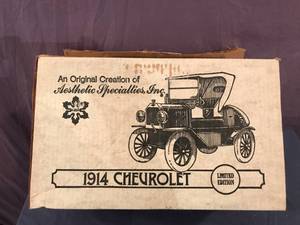 An Original Creation of
Aesthetic Specialties, Inc.
1914 CHEVROLET
LIMITED
EDITION